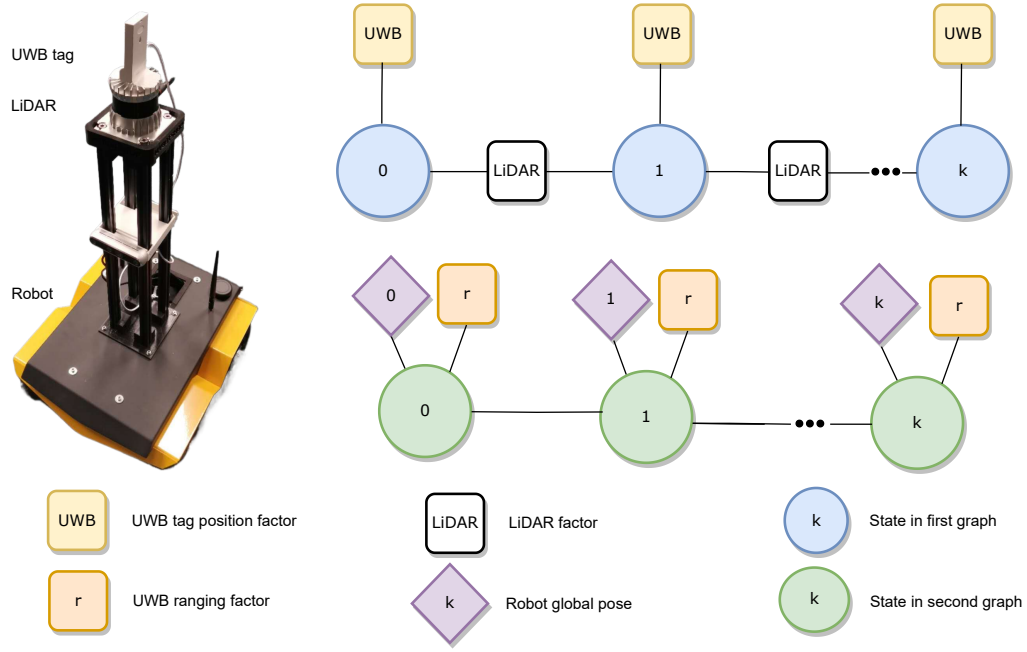 UWB tag
LiDAR
Robot
UWB
UWB
UWB
0
LiDAR
1
LiDAR
k
0
r
1
r
k
r
0
1
k
UWB
UWB tag position factor
LiDAR
LiDAR factor
k
State in first graph
r
UWB ranging factor
k
Robot global pose
k
State in second graph